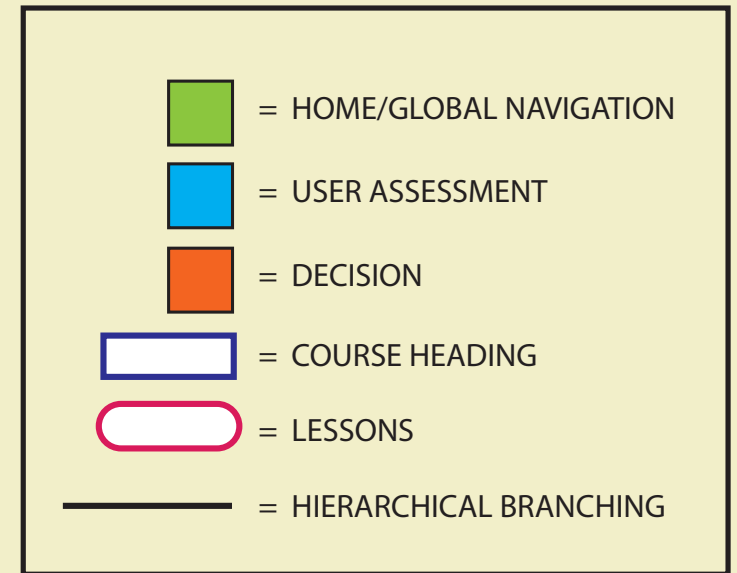 = HOME/GLOBAL NAVIGATION
= USER ASSESSMENT
= DECISION
= COURSE HEADING
= LESSONS
= HIERARCHICAL BRANCHING